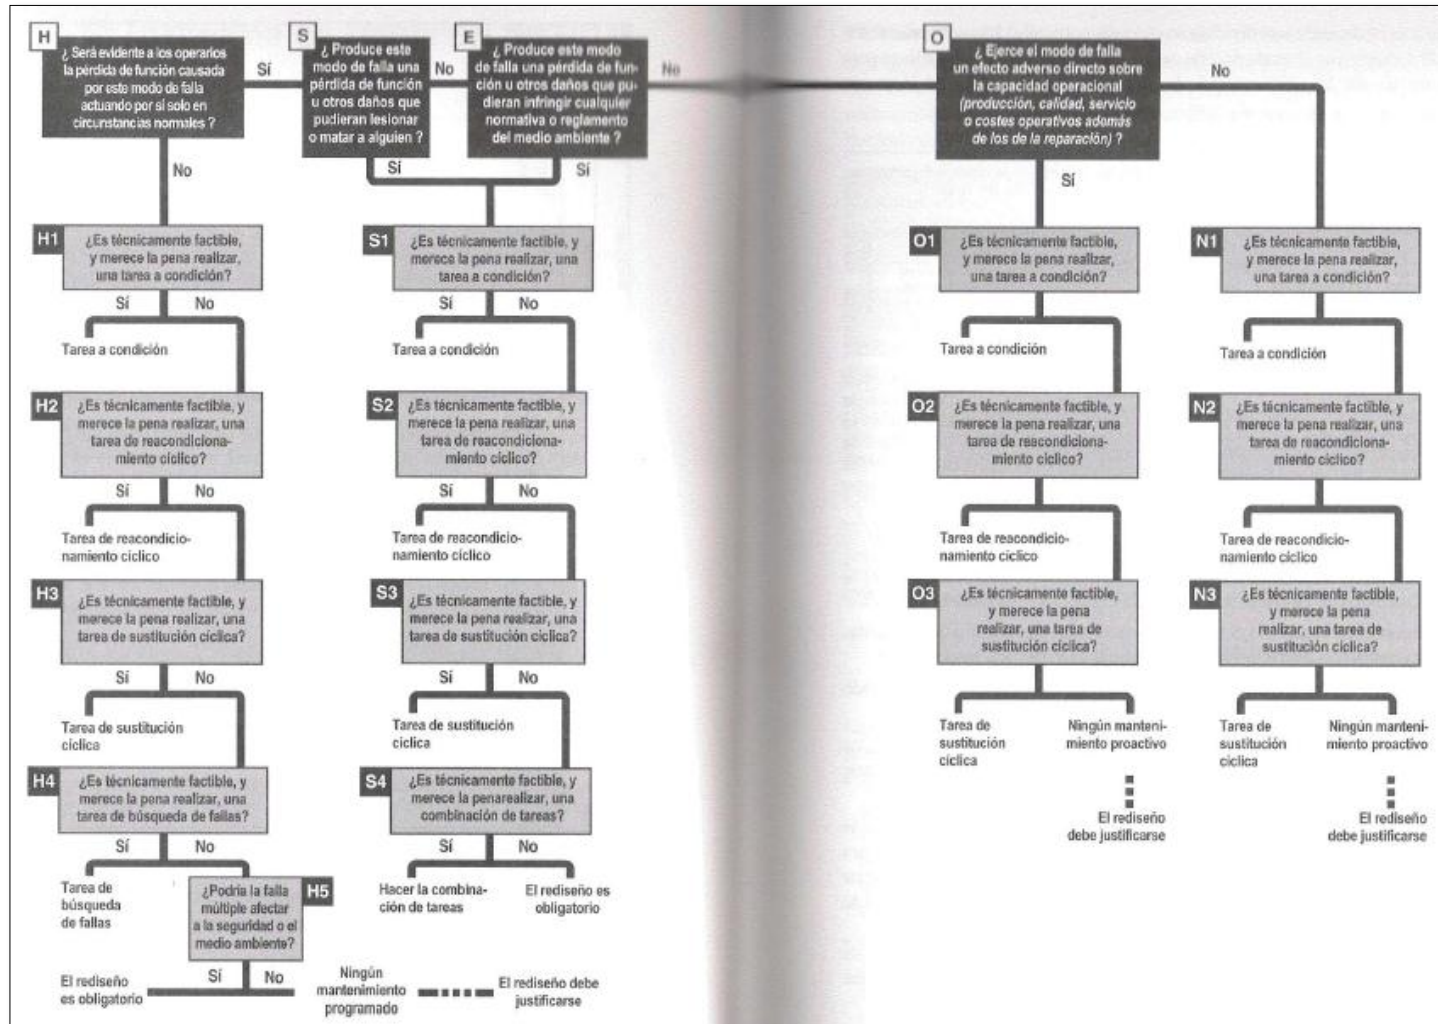 H
¿ Será evidente a los operarios
la pérdida de función causada
por este modo de falla
actuando por sí solo en
circunstancias normales ?
Sí
No
S
¿ Produce este
modo de falla una
pérdida de función
u otros daños que
pudieran lesionar
o matar a alguien ?
No
Sí
E
¿ Produce este modo
de falla una pérdida de fun-
ción u otros daños que pu-
dieran infringir cualquier
normativa o reglamento
del medio ambiente ?
No
Sí
O
¿ Ejerce el modo de falla
un efecto adverso directo sobre
la capacidad operacional
(producción, calidad, servicio
o costes operativos además
de los de la reparación) ?
No
Sí
H1
¿Es técnicamente factible,
y merece la pena realizar,
una tarea a condición?
Sí No
Tarea a condición
H2
¿Es técnicamente factible, y
merece la pena realizar, una
tarea de reacondiciona-
miento cíclico?
Sí No
Tarea de reacondicio-
namiento cíclico
H3
¿Es técnicamente factible, y
merece la pena realizar, una
tarea de sustitución cíclica?
Sí No
Tarea de sustitución
cíclica
H4
¿Es técnicamente factible, y
merece la pena realizar, una
tarea de búsqueda de fallas?
Sí No
Tarea de
búsqueda
de fallas
H5
¿Podría la falla
múltiple afectar
a la seguridad o el
medio ambiente?
Sí No
El rediseño
es obligatorio
Ningún
mantenimiento
programado
El rediseño debe
justificarse
S1
¿Es técnicamente factible, y
merece la pena realizar, una
tarea a condición?
Sí No
Tarea a condición
S2
¿Es técnicamente factible, y
merece la pena realizar, una
tarea de reacondiciona-
miento cíclico?
Sí No
Tarea de reacondicio-
namiento cíclico
S3
¿Es técnicamente factible, y
merece la pena realizar, una
tarea de sustitución cíclica?
Sí No
Tarea de sustitución
cíclica
S4
¿Es técnicamente factible, y
merece la penarealizar, una
combinación de tareas?
Sí No
Hacer la combina-
ción de tareas
El rediseño es
obligatorio
O1
¿Es técnicamente factible,
y merece la pena realizar,
una tarea a condición?
Sí No
Tarea a condición
O2
¿Es técnicamente factible, y
merece la pena realizar, una
tarea de reacondiciona-
miento cíclico?
Sí No
Tarea de reacondicio-
namiento cíclico
O3
¿Es técnicamente factible,
y merece la pena
realizar, una tarea de
sustitución cíclica?
Sí No
Tarea de
sustitución
cíclica
Ningún manteni-
miento proactivo
El rediseño
debe justificarse
N1
¿Es técnicamente factible,
y merece la pena realizar,
una tarea a condición?
Sí No
Tarea a condición
N2
¿Es técnicamente factible, y
merece la pena realizar, una
tarea de reacondiciona-
miento cíclico?
Sí No
Tarea de reacondicio-
namiento cíclico
N3
¿Es técnicamente factible,
y merece la pena
realizar, una tarea de
sustitución cíclica?
Sí No
Tarea de
sustitución
cíclica
Ningún manteni-
miento proactivo
El rediseño
debe justificarse